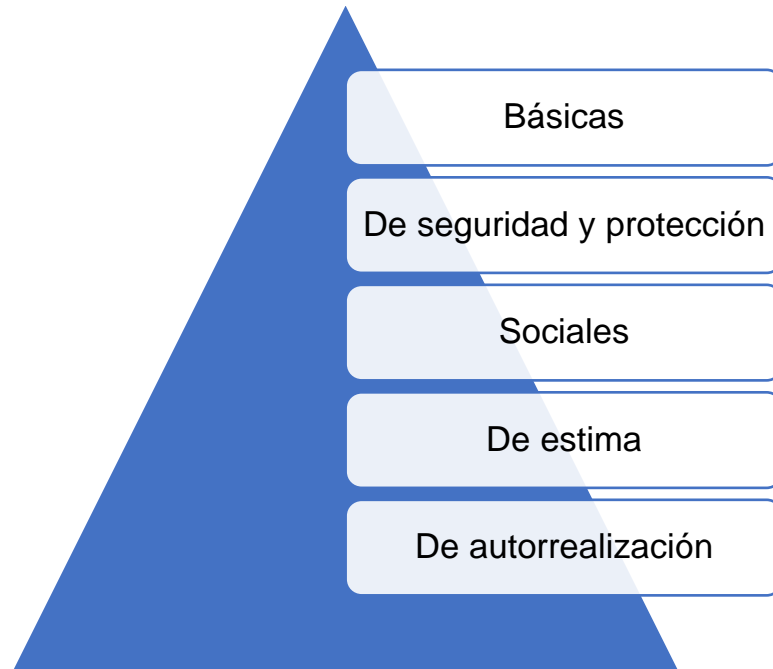 Básicas
De seguridad y protección
Sociales
De estima
De autorrealización